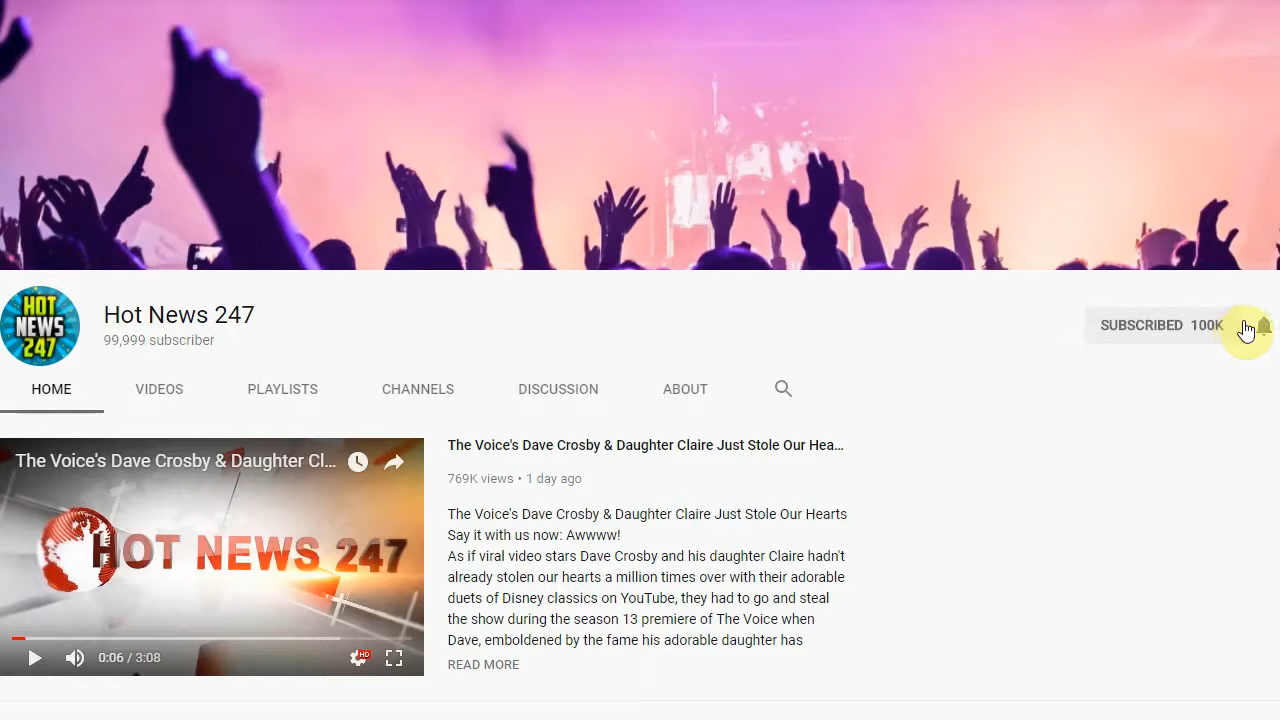 HOT
NEWS
247
Hot News 247
99,999 subscriber
SUBSCRIBED 100K
HOME VIDEOS PLAYLISTS CHANNELS DISCUSSION ABOUT
The Voice's Dave Crosby & Daughter Cl...
HOT NEWS 247
0:06 / 3:08
HD
The Voice's Dave Crosby & Daughter Claire Just Stole Our Hea...
769K views • 1 day ago
The Voice's Dave Crosby & Daughter Claire Just Stole Our Hearts
Say it with us now: Awwww!
As if viral video stars Dave Crosby and his daughter Claire hadn't
already stolen our hearts a million times over with their adorable
duets of Disney classics on YouTube, they had to go and steal
the show during the season 13 premiere of The Voice when
Dave, emboldened by the fame his adorable daughter has
READ MORE